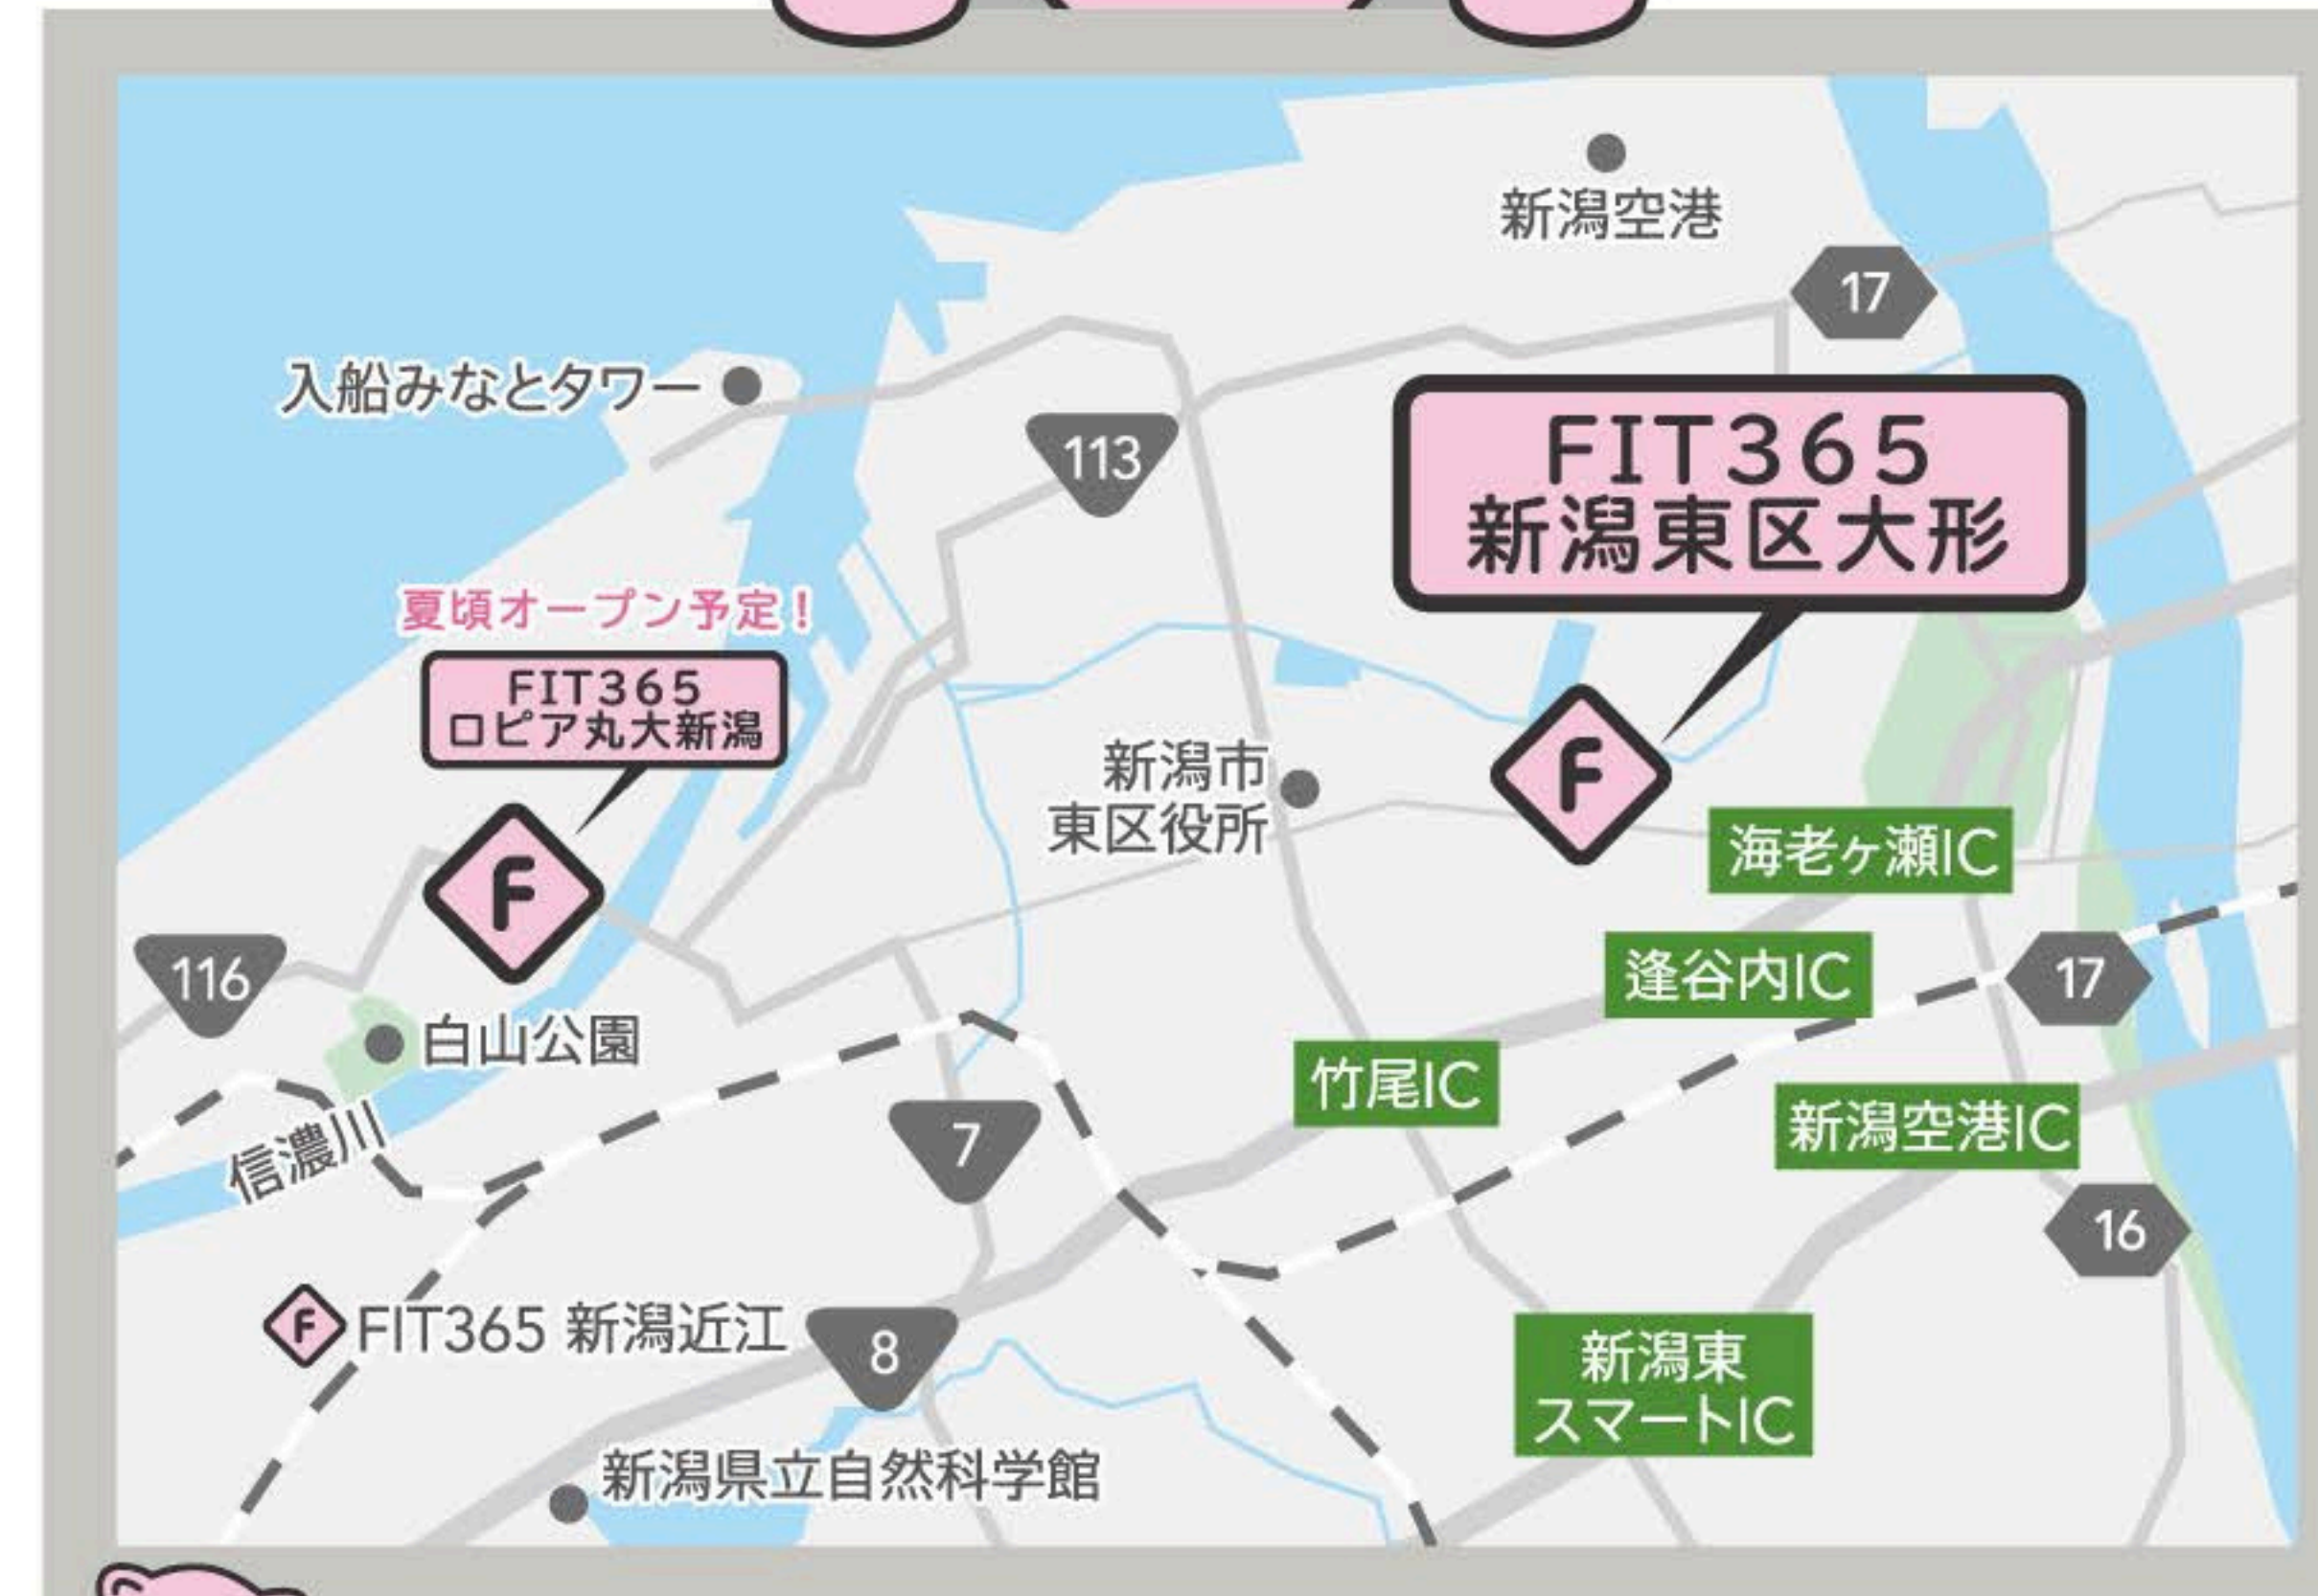 新潟空港
17
入船みなとタワー
113
FIT365
新潟東区大形
夏頃オープン予定!
FIT365
ロピア丸大新潟
新潟市
東区役所
F
海老ヶ瀬IC
F
116
逢谷内IC
17
白山公園
竹尾IC
新潟空港IC
信濃川
7
16
F
FIT365 新潟近江
8
新潟東
スマートIC
新潟県立自然科学館